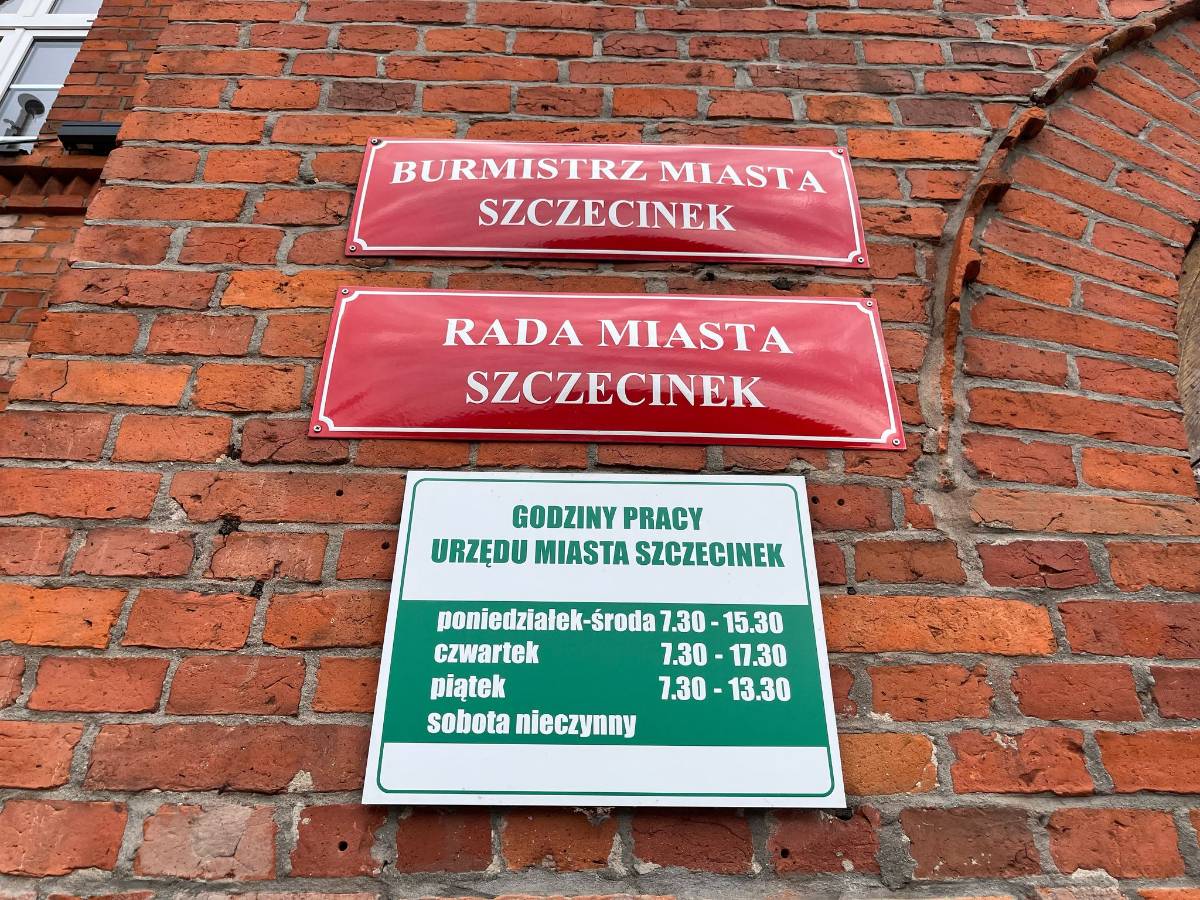 BURMISTRZ MIASTA
SZCZECINEK
RADA MIASTA
SZCZECINEK
GODZINY PRACY
URZĘDU MIASTA SZCZECINEK
poniedziałek-środa 7.30 - 15.30
czwartek 7.30 - 17.30
piątek 7.30 - 13.30
sobota nieczynny